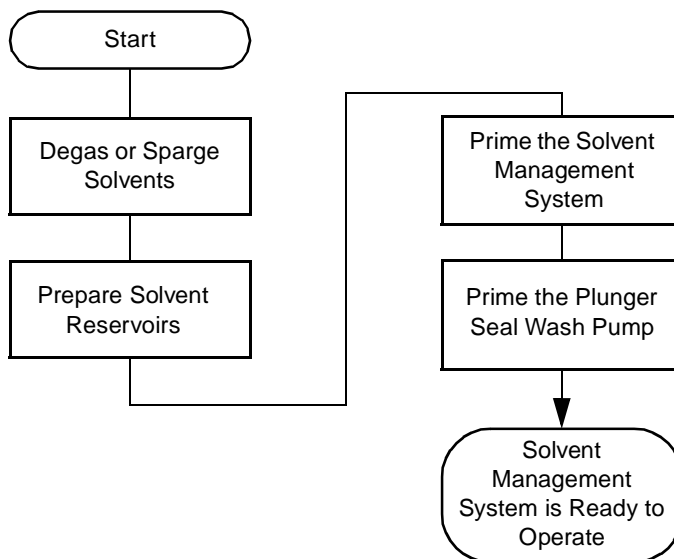 Start
Degas or Sparge
Solvents
Prepare Solvent
Reservoirs
Prime the Solvent
Management
System
Prime the Plunger
Seal Wash Pump
Solvent
Management
System is Ready to
Operate